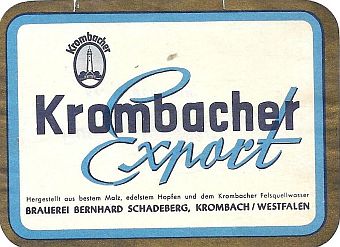 Krombacher
Krombacher
Export
Hergestellt aus bestem Malz, edelstem Hopfen und dem Krombacher Felsquellwasser
BRAUEREI BERNHARD SCHADEBERG, KROMBACH/WESTFALEN